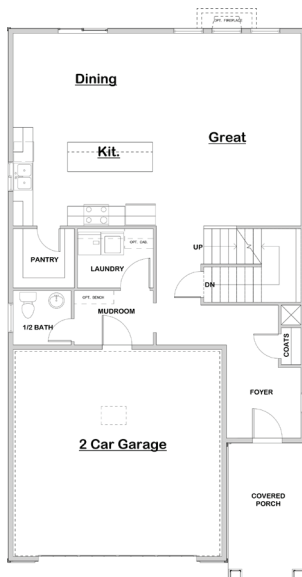 OPT. FIREPLACE
Dining
Great
Kit.
UP
PANTRY
OPT. CAB.
LAUNDRY
DN
OPT. BENCH
MUDROOM
1/2 BATH
COATS
FOYER
2 Car Garage
COVERED
PORCH